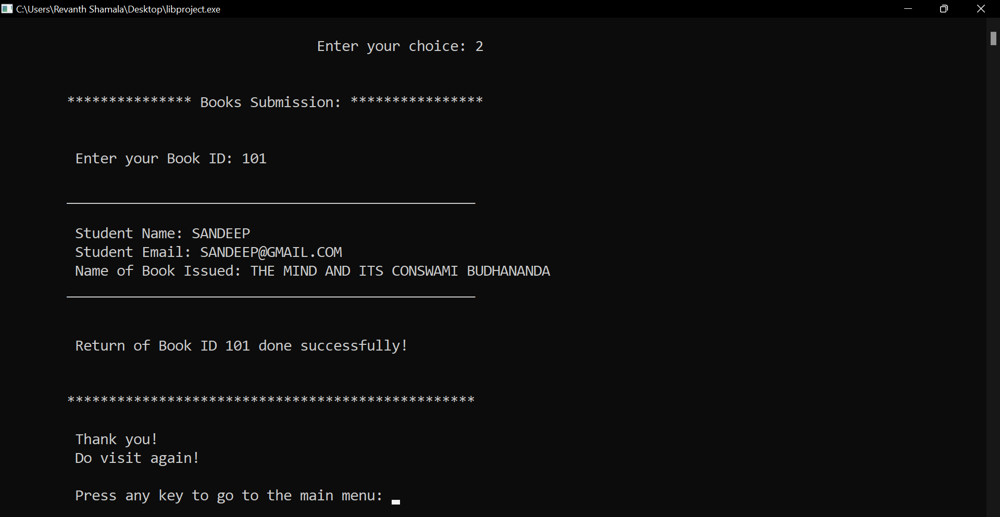 C:\Users\Revanth Shamala\Desktop\libproject.exe
Enter your choice: 2
*************** Books Submission: ****************
Enter your Book ID: 101
_________________________________________________
Student Name: SANDEEP
Student Email: SANDEEP@GMAIL.COM
Name of Book Issued: THE MIND AND ITS CONSWAMI BUDHANANDA
_________________________________________________
Return of Book ID 101 done successfully!
*************************************************
Thank you!
Do visit again!
Press any key to go to the main menu: